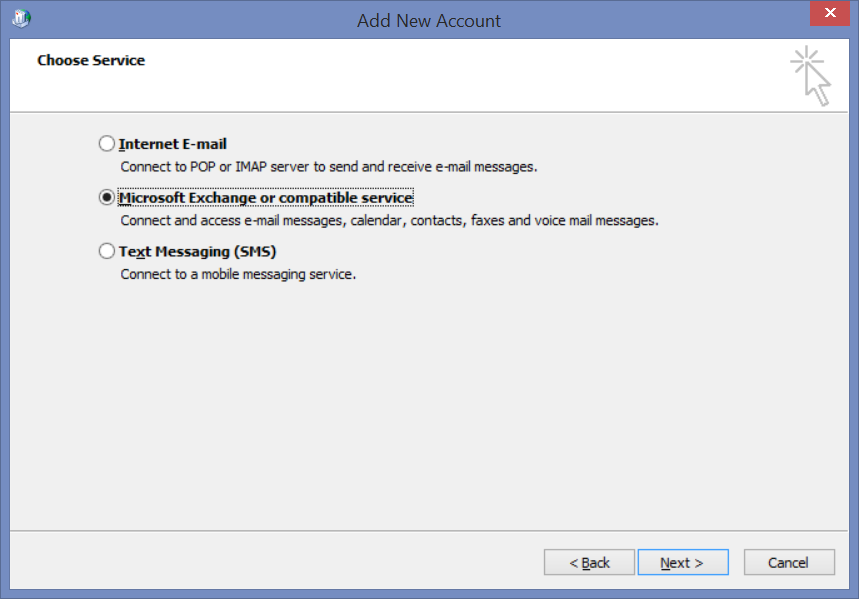 Add New Account
Choose Service
Internet E-mail
Connect to POP or IMAP server to send and receive e-mail messages.
Microsoft Exchange or compatible service
Connect and access e-mail messages, calendar, contacts, faxes and voice mail messages.
Text Messaging (SMS)
Connect to a mobile messaging service.
< Back Next > Cancel